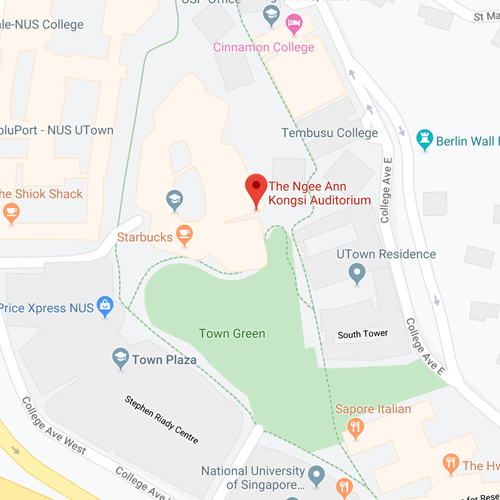 USP Office
ale-NUS College
Cinnamon College
St Ma
oluPort - NUS UTown
Tembusu College
Berlin Wall
he Shiok Shack
The Ngee Ann
Kongsi Auditorium
College Ave E
Starbucks
UTown Residence
Price Xpress NUS
Town Green
South Tower
College Ave E
Town Plaza
Stephen Riady Centre
Sapore Italian
College Ave West
National University
of Singapore...
The Hw
College Ave W